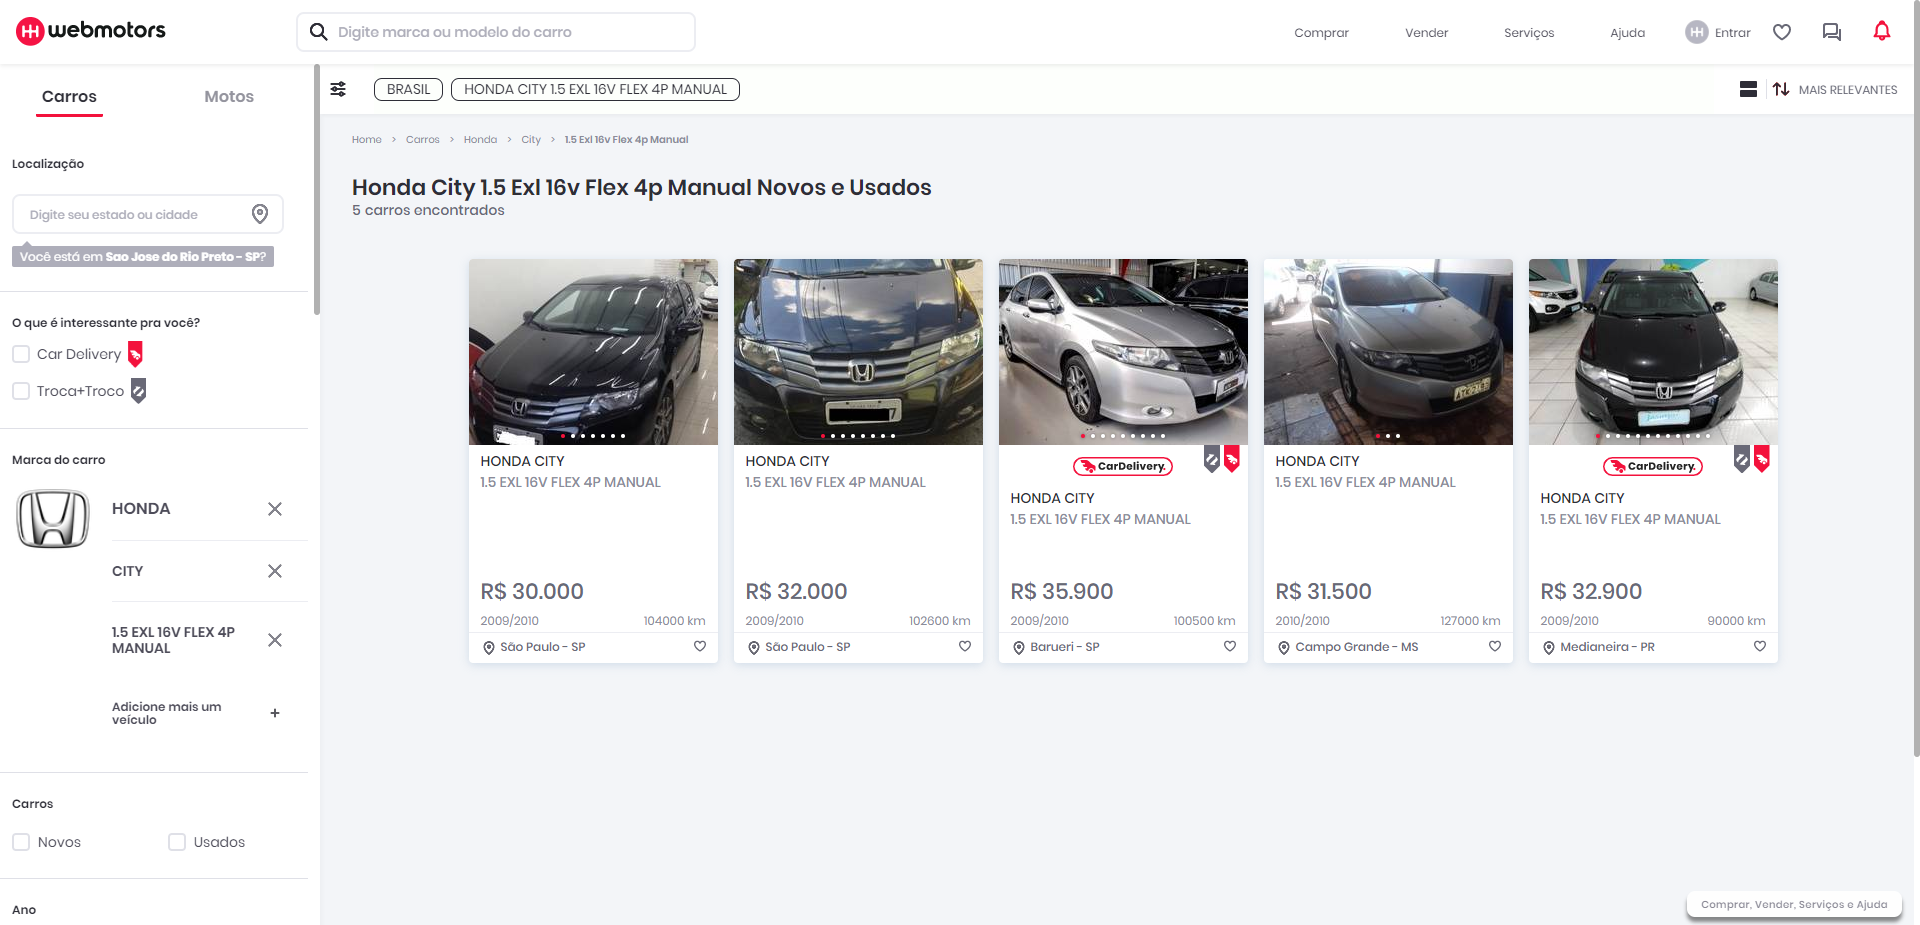 webmotors
Digite marca ou modelo do carro
Comprar
Vender
Serviços
Ajuda
Entrar
Carros
Motos
BRASIL
HONDA CITY 1.5 EXL 16V FLEX 4P MANUAL
MAIS RELEVANTES
Localização
Digite seu estado ou cidade
Você está em Sao Jose do Rio Preto - SP?
O que é interessante pra você?
Car Delivery
Troca+Troco
Marca do carro
HONDA
CITY
1.5 EXL 16V FLEX 4P
MANUAL
Adicione mais um
veículo
+
Carros
Novos
Usados
Ano
Home > Carros > Honda > City > 1.5 Exl 16v Flex 4p Manual
Honda City 1.5 Exl 16v Flex 4p Manual Novos e Usados
5 carros encontrados
HONDA CITY
1.5 EXL 16V FLEX 4P MANUAL
R$ 30.000
2009/2010 104000 km
São Paulo - SP
HONDA CITY
1.5 EXL 16V FLEX 4P MANUAL
R$ 32.000
2009/2010 102600 km
São Paulo - SP
CarDelivery.
HONDA CITY
1.5 EXL 16V FLEX 4P MANUAL
R$ 35.900
2009/2010 100500 km
Barueri - SP
HONDA CITY
1.5 EXL 16V FLEX 4P MANUAL
R$ 31.500
2010/2010 127000 km
Campo Grande - MS
CarDelivery.
HONDA CITY
1.5 EXL 16V FLEX 4P MANUAL
R$ 32.900
2009/2010 90000 km
Medianeira - PR
Comprar, Vender, Serviços e Ajuda